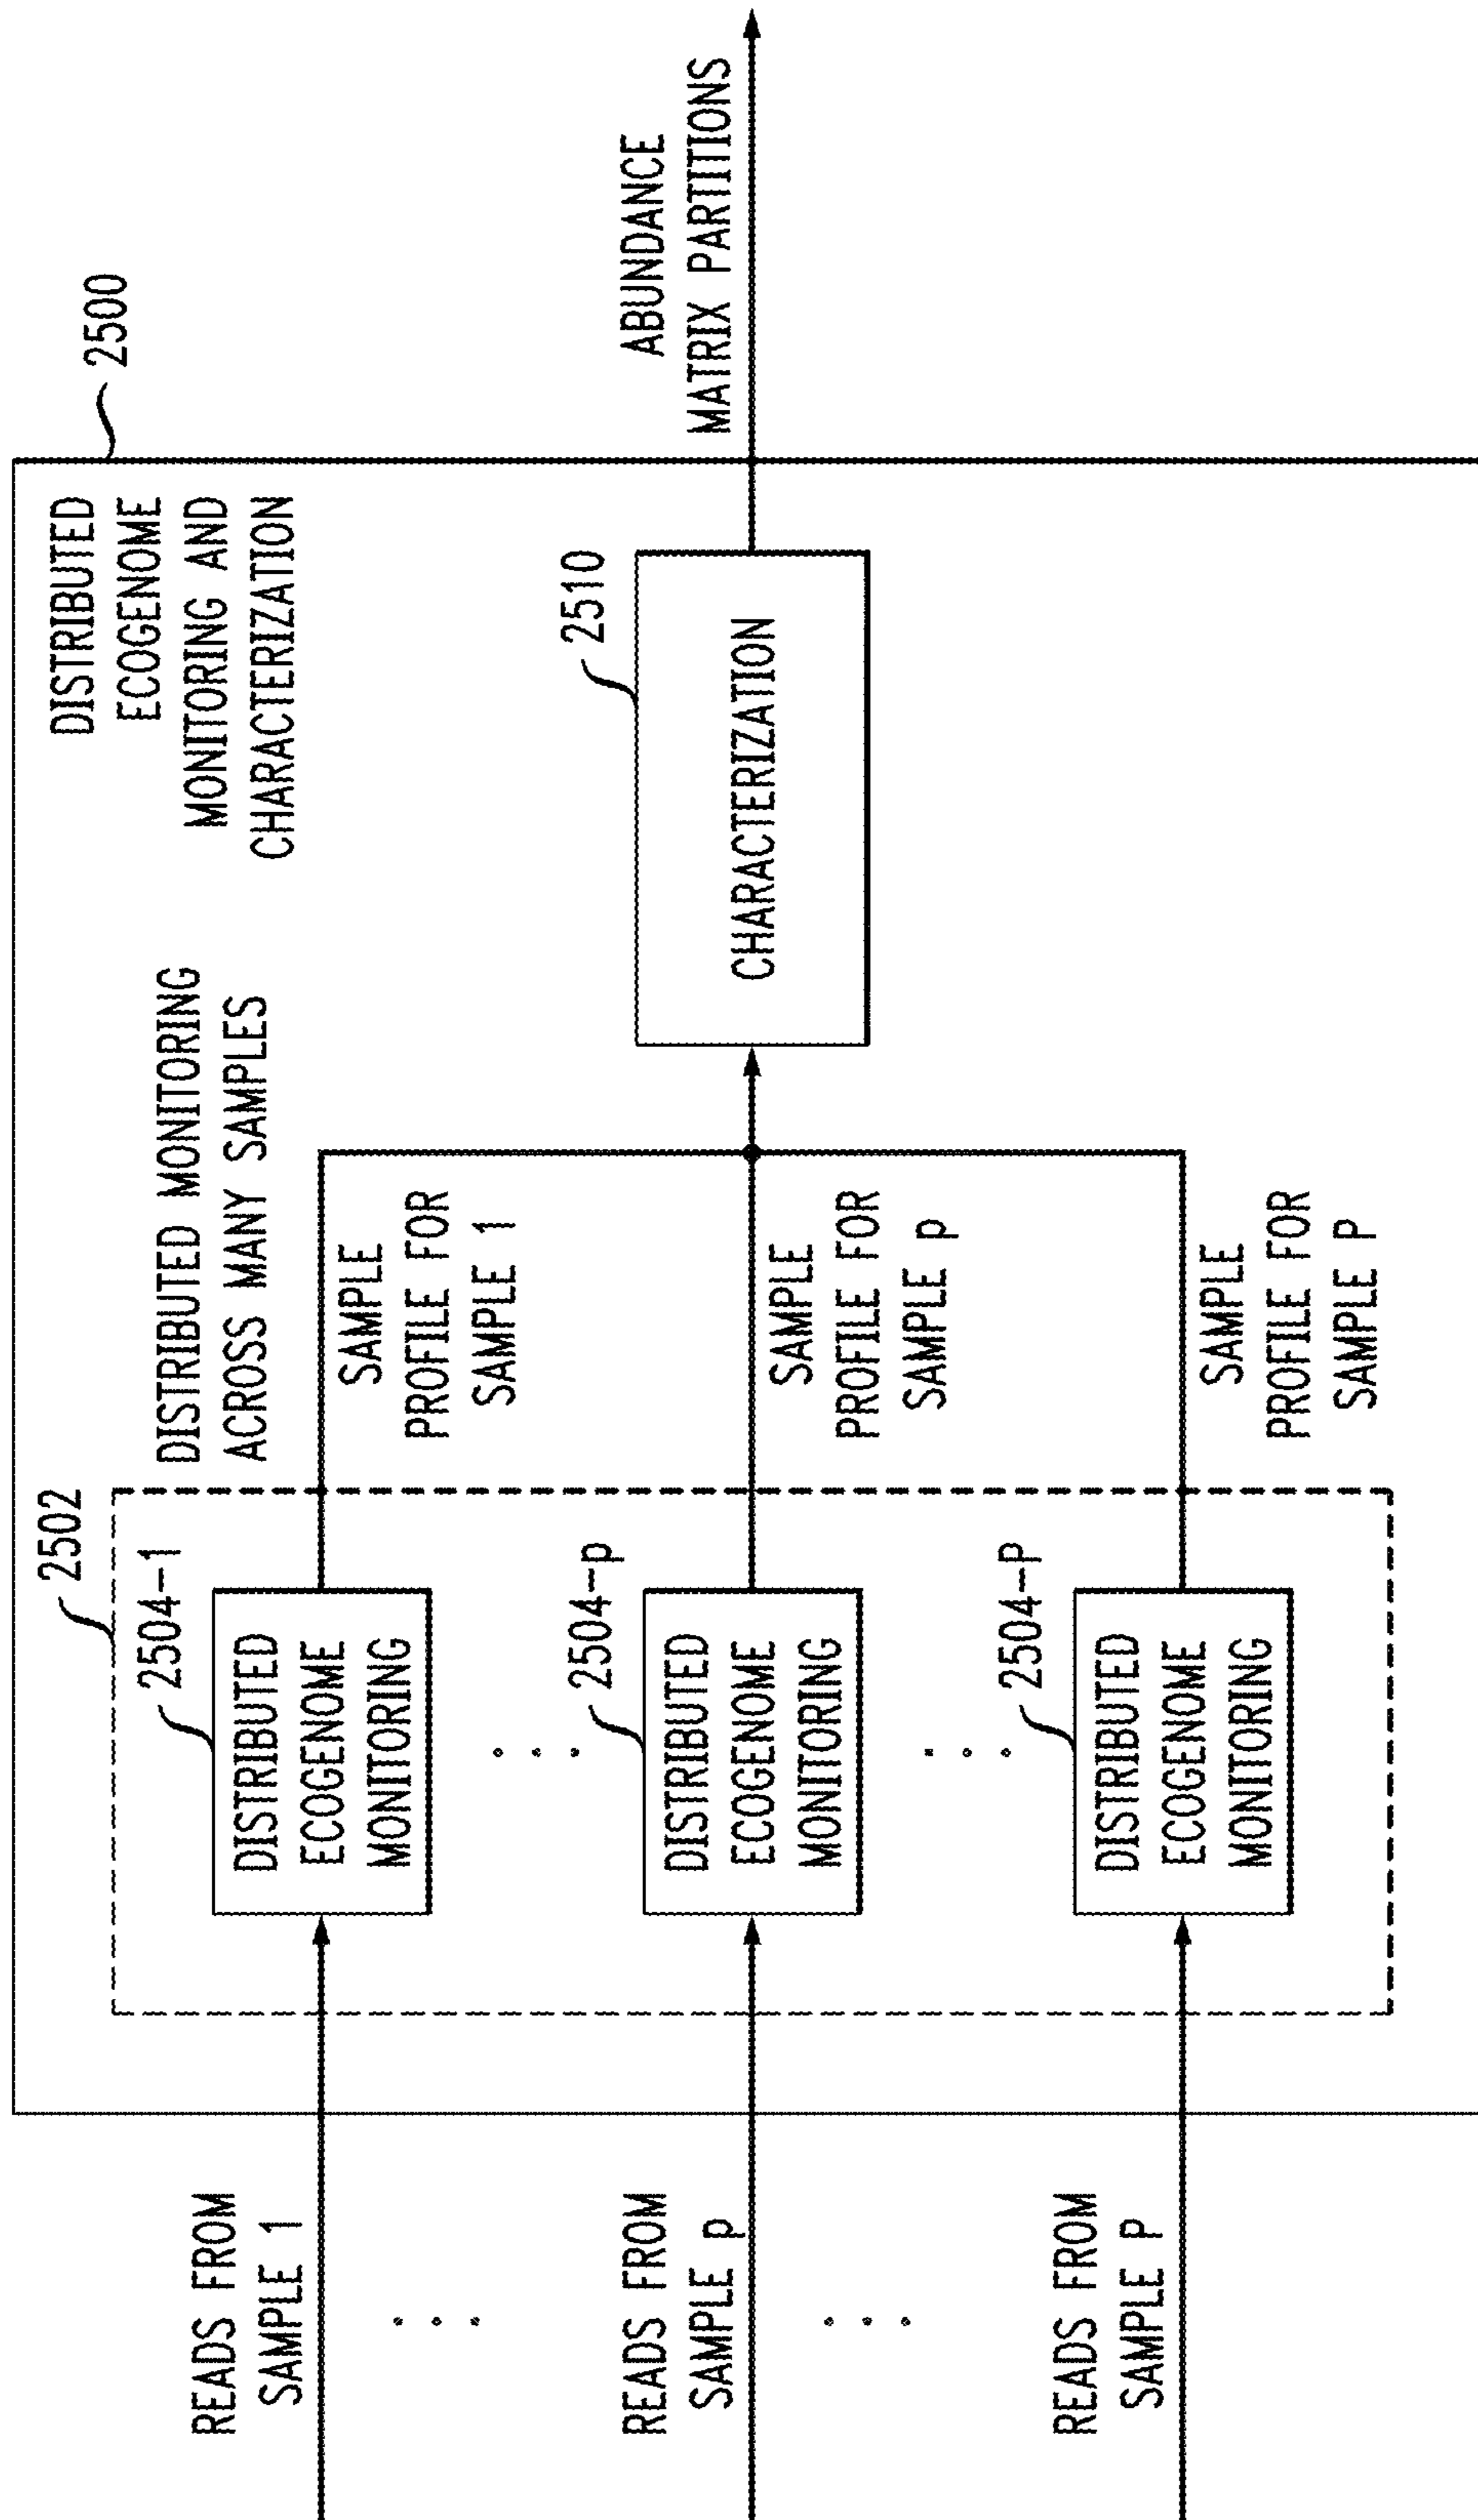 2500
DISTRIBUTED
ECOGENOME
MONITORING AND
CHARACTERIZATION
2502
DISTRIBUTED MONITORING
ACROSS MANY SAMPLES
READS FROM
SAMPLE 1
2504-1
DISTRIBUTED
ECOGENOME
MONITORING
SAMPLE
PROFILE FOR
SAMPLE 1
. . .
. . .
READS FROM
SAMPLE p
2504-p
DISTRIBUTED
ECOGENOME
MONITORING
SAMPLE
PROFILE FOR
SAMPLE p
2510
CHARACTERIZATION
ABUNDANCE
MATRIX PARTITIONS
. . .
. . .
READS FROM
SAMPLE P
2504-P
DISTRIBUTED
ECOGENOME
MONITORING
SAMPLE
PROFILE FOR
SAMPLE P